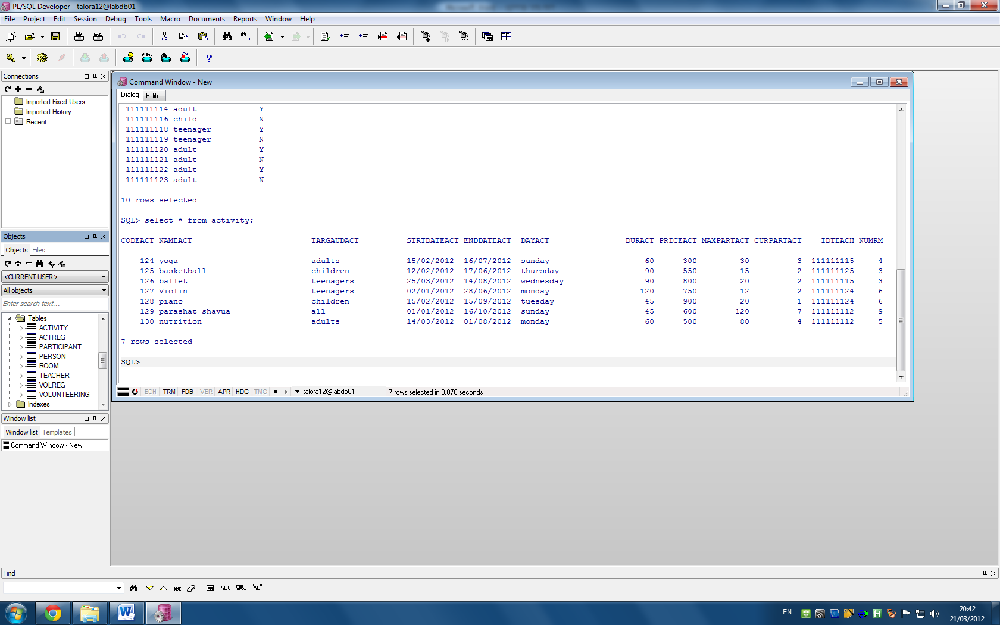 PL/SQL Developer - talora12@labdb01
File Project Edit Session Debug Tools Macro Documents Reports Window Help
Connections
Imported Fixed Users
Imported History
Recent
Objects
Objects Files
<CURRENT USER>
All objects
Enter search text...
Tables
ACTIVITY
ACTREG
PARTICIPANT
PERSON
ROOM
TEACHER
VOLREG
VOLUNTEERING
Indexes
Window list
Window list Templates
Command Window - New
Command Window - New
Dialog Editor
111111114 adult Y
111111116 child N
111111118 teenager Y
111111119 teenager N
111111120 adult Y
111111121 adult N
111111122 adult Y
111111123 adult N
10 rows selected
SQL> select * from activity;
CODEACT NAMEACT TARGAUDACT STRTDATEACT ENDDATEACT DAYACT DURACT PRICEACT MAXPARTACT CURPARTACT IDTEACH NUMRM
124 yoga adults 15/02/2012 16/07/2012 sunday 60 300 30 3 111111115 4
125 basketball children 12/02/2012 17/06/2012 thursday 90 550 15 2 111111125 3
126 ballet teenagers 25/03/2012 14/08/2012 wednesday 90 800 20 2 111111115 3
127 Violin teenagers 02/01/2012 28/06/2012 monday 120 750 12 2 111111124 6
128 piano children 15/02/2012 15/09/2012 tuesday 45 900 20 1 111111124 6
129 parashat shavua all 01/01/2012 16/10/2012 sunday 45 600 120 7 111111112 9
130 nutrition adults 14/03/2012 01/08/2012 monday 60 500 80 4 111111112 5
7 rows selected
SQL>
ECH TRM FDB VER APR HDG TMG talora12@labdb01 7 rows selected in 0.078 seconds
Find
ABC "AB"
EN
20:42
21/03/2012